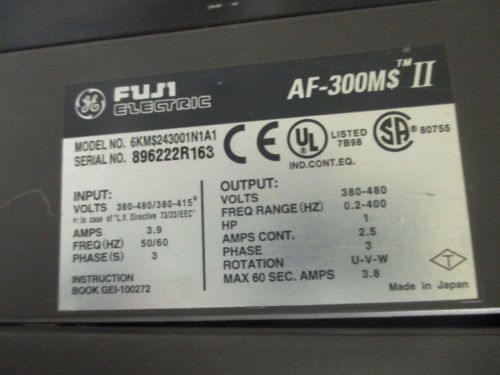 GE FUJI ELECTRIC
AF-300M$™ II
MODEL NO. 6KM$243001N1A1
SERIAL NO. 896222R163
CE
UL LISTED 7B98
IND.CONT.EQ.
SA 80755
INPUT:
VOLTS 380-480/380-415*
*: in case of "L.V. Directive 73/23/EEC"
AMPS 3.9
FREQ(HZ) 50/60
PHASE(S) 3
INSTRUCTION
BOOK GEI-100272
OUTPUT:
VOLTS 380-480
FREQ RANGE(HZ) 0.2-400
HP 1
AMPS CONT. 2.5
PHASE 3
ROTATION U-V-W
MAX 60 SEC. AMPS 3.8
T
Made in Japan